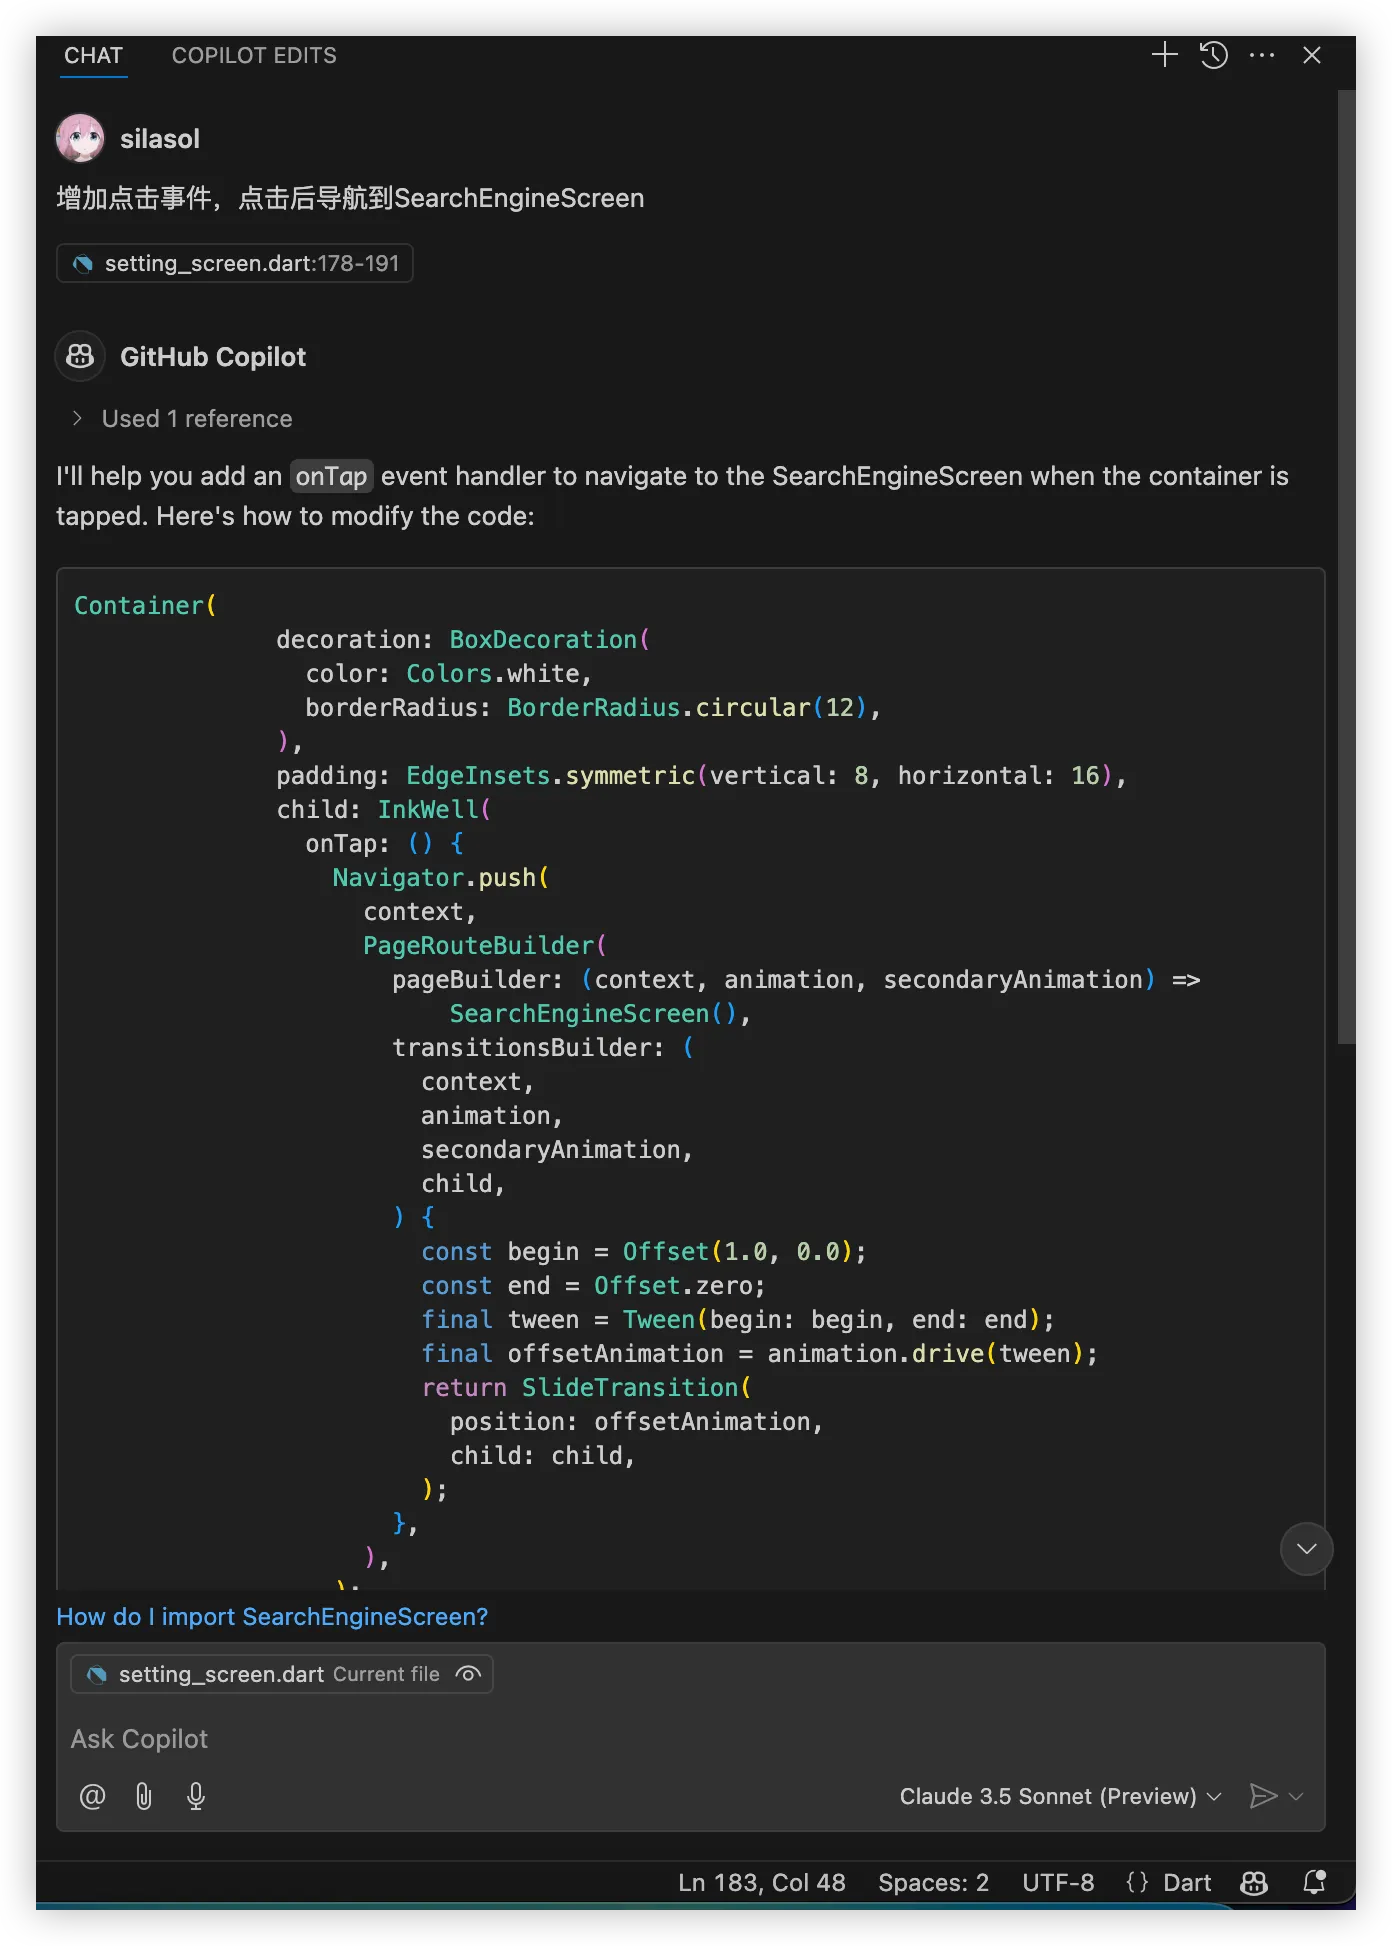 CHAT COPILOT EDITS
silasol
增加点击事件，点击后导航到SearchEngineScreen
setting_screen.dart:178-191
GitHub Copilot
Used 1 reference
I'll help you add an onTap event handler to navigate to the SearchEngineScreen when the container is
tapped. Here's how to modify the code:
Container(
decoration: BoxDecoration(
color: Colors.white,
borderRadius: BorderRadius.circular(12),
),
padding: EdgeInsets.symmetric(vertical: 8, horizontal: 16),
child: InkWell(
onTap: () {
Navigator.push(
context,
PageRouteBuilder(
pageBuilder: (context, animation, secondaryAnimation) =>
SearchEngineScreen(),
transitionsBuilder: (
context,
animation,
secondaryAnimation,
child,
) {
const begin = Offset(1.0, 0.0);
const end = Offset.zero;
final tween = Tween(begin: begin, end: end);
final offsetAnimation = animation.drive(tween);
return SlideTransition(
position: offsetAnimation,
child: child,
);
},
),
);
How do I import SearchEngineScreen?
setting_screen.dart Current file
Ask Copilot
@ Claude 3.5 Sonnet (Preview)
Ln 183, Col 48 Spaces: 2 UTF-8 {} Dart